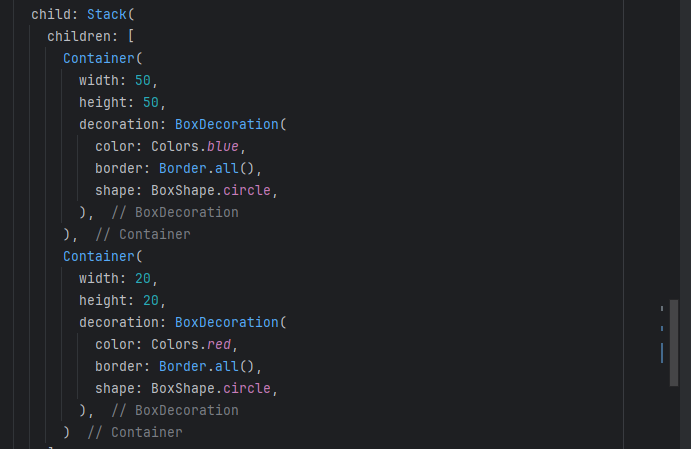 child: Stack(
children: [
Container(
width: 50,
height: 50,
decoration: BoxDecoration(
color: Colors.blue,
border: Border.all(),
shape: BoxShape.circle,
), // BoxDecoration
), // Container
Container(
width: 20,
height: 20,
decoration: BoxDecoration(
color: Colors.red,
border: Border.all(),
shape: BoxShape.circle,
), // BoxDecoration
) // Container